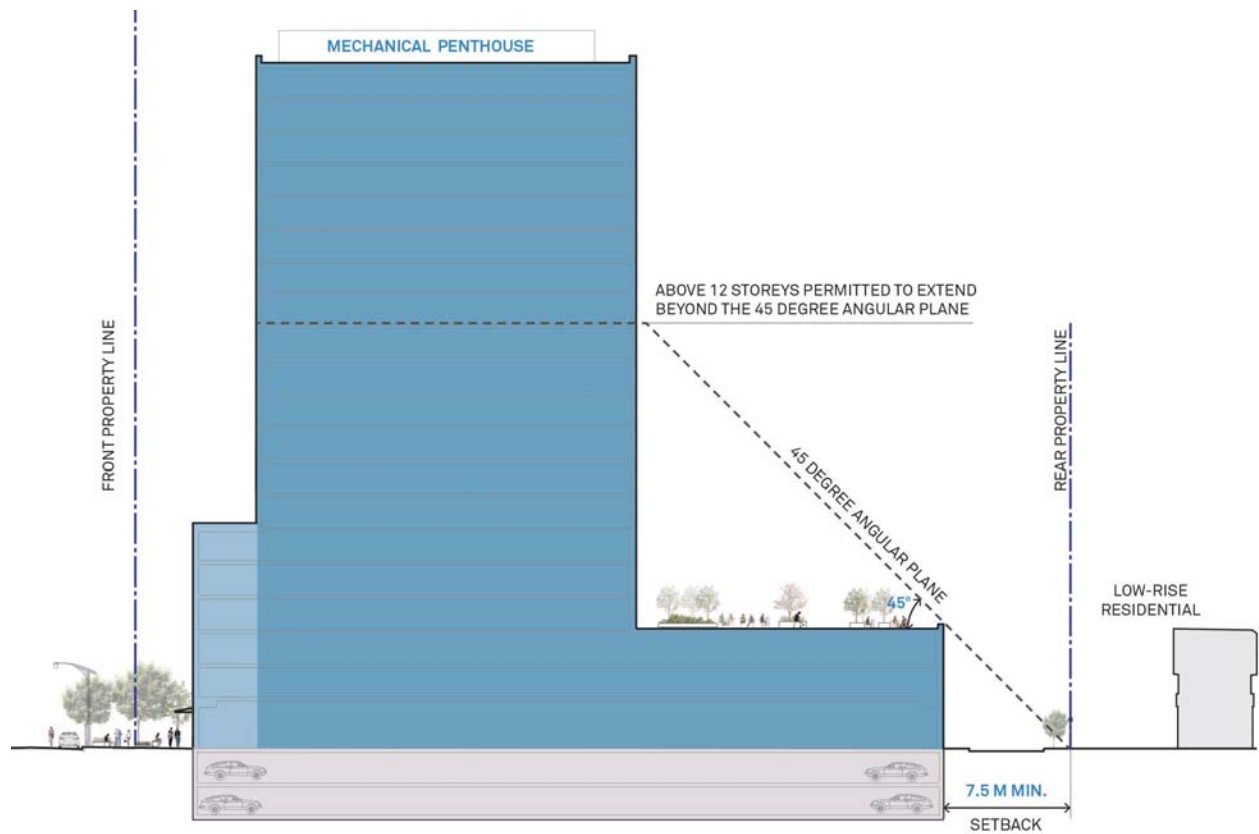 MECHANICAL PENTHOUSE
ABOVE 12 STOREYS PERMITTED TO EXTEND
BEYOND THE 45 DEGREE ANGULAR PLANE
FRONT PROPERTY LINE
REAR PROPERTY LINE
45 DEGREE ANGULAR PLANE
45°
LOW-RISE
RESIDENTIAL
7.5 M MIN.
SETBACK